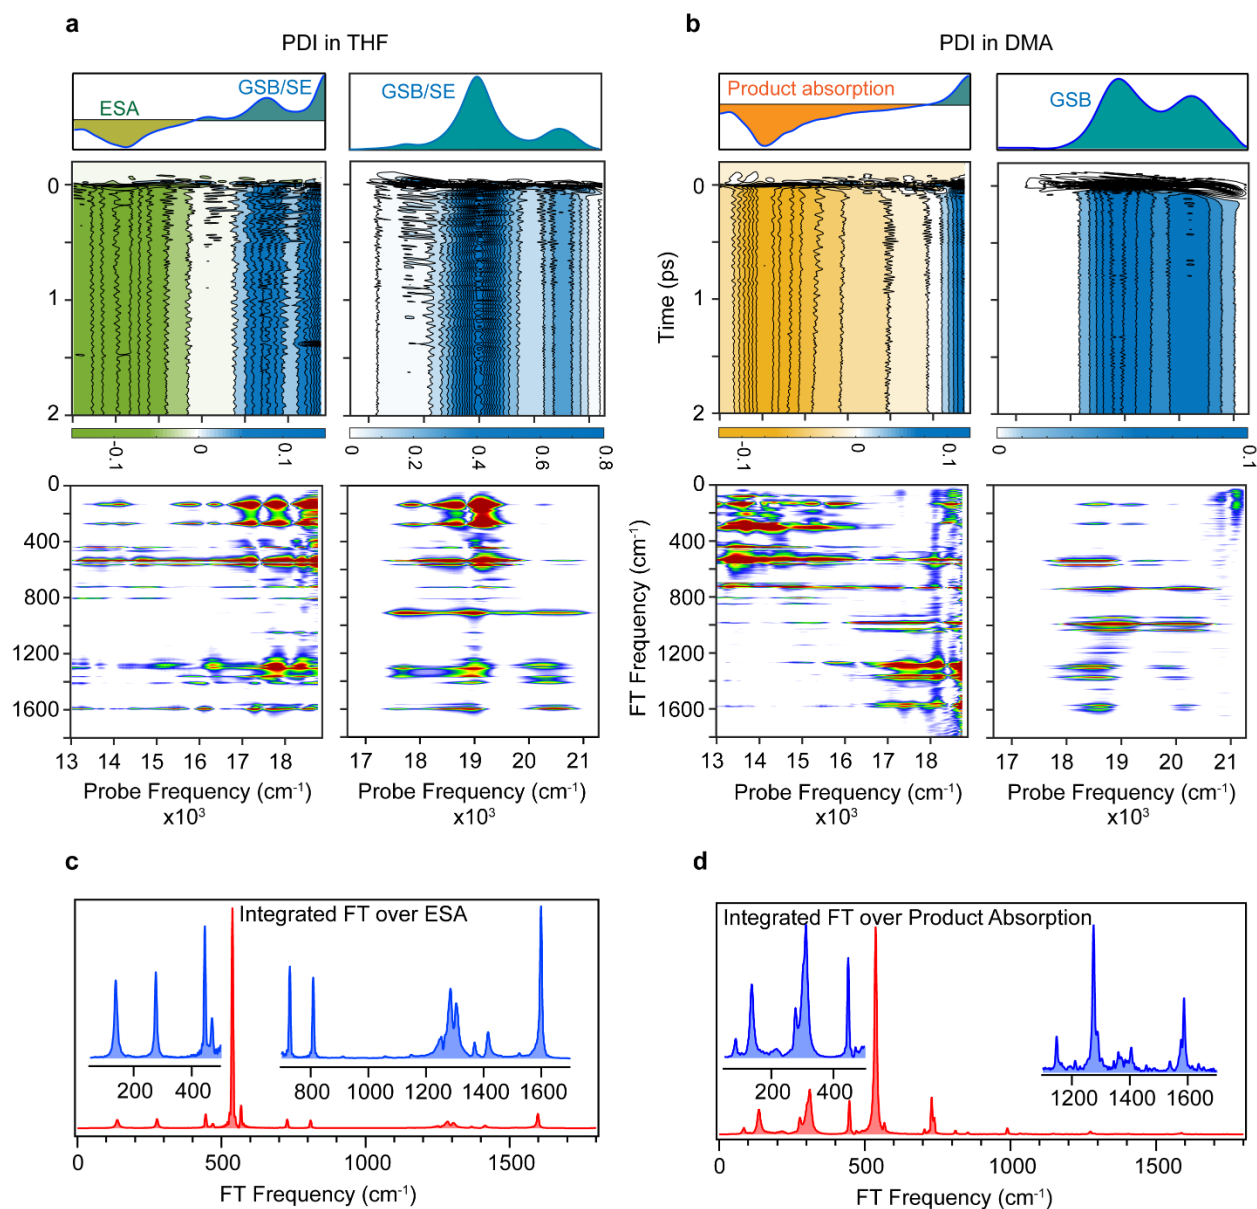 a
PDI in THF
ESA
GSB/SE
GSB/SE
0
1
2
-0.1
0
0.1
0
0.2
0.4
0.6
0.8
0
400
800
1200
1600
13 14 15 16 17 18
17 18 19 20 21
Probe Frequency (cm-1)
x10³
Probe Frequency (cm-1)
x10³
b
PDI in DMA
Product absorption
GSB
0
1
2
Time (ps)
-0.1
0
0.1
0
0.1
0
400
800
1200
1600
FT Frequency (cm-1)
13 14 15 16 17 18
17 18 19 20 21
Probe Frequency (cm-1)
x10³
Probe Frequency (cm-1)
x10³
c
Integrated FT over ESA
200 400
800 1000 1200 1400 1600
0 500 1000 1500
FT Frequency (cm-1)
d
Integrated FT over Product Absorption
200 400
1200 1400 1600
0 500 1000 1500
FT Frequency (cm-1)